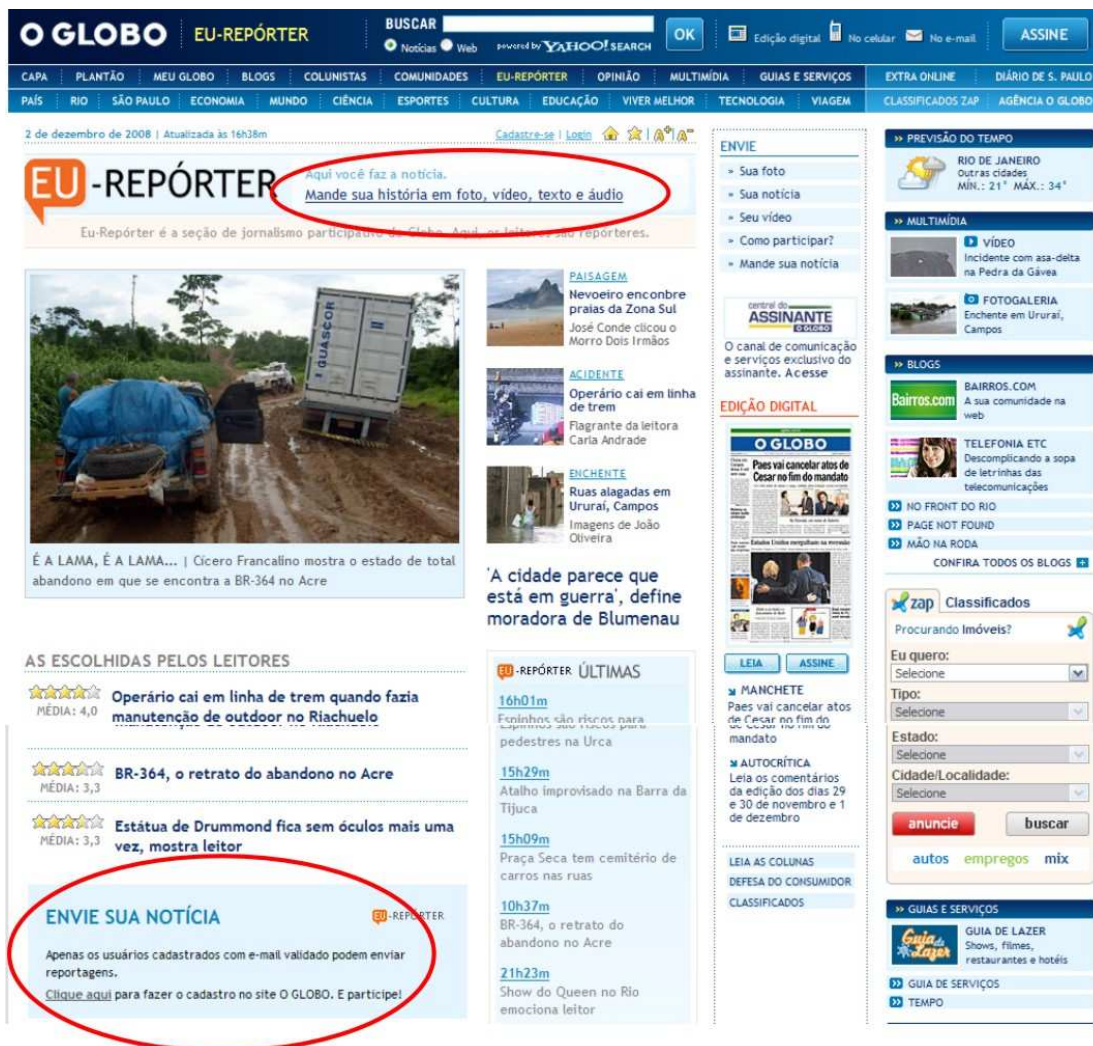 O GLOBO
EU-REPÓRTER
BUSCAR
OK
Notícias Web powered by YAHOO! SEARCH
Edição digital
No celular
No e-mail
ASSINE
CAPA PLANTÃO MEU GLOBO BLOGS COLUNISTAS COMUNIDADES EU-REPÓRTER OPINIÃO MULTIMÍDIA GUIAS E SERVIÇOS EXTRA ONLINE DIÁRIO DE S. PAULO
PAÍS RIO SÃO PAULO ECONOMIA MUNDO CIÊNCIA ESPORTES CULTURA EDUCAÇÃO VIVER MELHOR TECNOLOGIA VIAGEM CLASSIFICADOS ZAP AGÊNCIA O GLOBO
2 de dezembro de 2008 | Atualizada às 16h38m
Cadastre-se | Login | A+ | A-
EU-REPÓRTER
Aqui você faz a notícia.
Mande sua história em foto, vídeo, texto e áudio
Eu-Repórter é a seção de jornalismo participativo do Globo. Aqui, os leitores são repórteres.
GUASCOR
É A LAMA, É A LAMA... | Cícero Francalino mostra o estado de total
abandono em que se encontra a BR-364 no Acre
PAISAGEM
Nevoeiro enconbre
praias da Zona Sul
José Conde clicou o
Morro Dois Irmãos
ACIDENTE
Operário cai em linha
de trem
Flagrante da leitora
Carla Andrade
ENCHENTE
Ruas alagadas em
Ururaí, Campos
Imagens de João
Oliveira
'A cidade parece que
está em guerra', define
moradora de Blumenau
AS ESCOLHIDAS PELOS LEITORES
MÉDIA: 4,0
Operário cai em linha de trem quando fazia
manutenção de outdoor no Riachuelo
MÉDIA: 3,3
BR-364, o retrato do abandono no Acre
MÉDIA: 3,3
Estátua de Drummond fica sem óculos mais uma
vez, mostra leitor
ENVIE SUA NOTÍCIA
EU-REPÓRTER
Apenas os usuários cadastrados com e-mail validado podem enviar
reportagens.
Clique aqui para fazer o cadastro no site O GLOBO. E participe!
EU-REPÓRTER ÚLTIMAS
16h01m
Espinhos são riscos para
pedestres na Urca
15h29m
Atalho improvisado na Barra da
Tijuca
15h09m
Praça Seca tem cemitério de
carros nas ruas
10h37m
BR-364, o retrato do
abandono no Acre
21h23m
Show do Queen no Rio
emociona leitor
ENVIE
» Sua foto
» Sua notícia
» Seu vídeo
» Como participar?
» Mande sua notícia
central do
ASSINANTE
O GLOBO
O canal de comunicação
e serviços exclusivo do
assinante. Acesse
EDIÇÃO DIGITAL
O GLOBO
Paes vai cancelar atos de
Cesar no fim do mandato
Estados Unidos mergulham na recessão
LEIA
ASSINE
MANCHETE
Paes vai cancelar atos
de Cesar no fim do
mandato
AUTOCRÍTICA
Leia os comentários
da edição dos dias 29
e 30 de novembro e 1
de dezembro
LEIA AS COLUNAS
DEFESA DO CONSUMIDOR
CLASSIFICADOS
» PREVISÃO DO TEMPO
RIO DE JANEIRO
Outras cidades
MÍN.: 21° MÁX.: 34°
» MULTIMÍDIA
VÍDEO
Incidente com asa-delta
na Pedra da Gávea
FOTOGALERIA
Enchente em Ururaí,
Campos
» BLOGS
Bairros.com
BAIRROS.COM
A sua comunidade na
web
TELEFONIA ETC
Descomplicando a sopa
de letrinhas das
telecomunicações
NO FRONT DO RIO
PAGE NOT FOUND
MÃO NA RODA
CONFIRA TODOS OS BLOGS
zap Classificados
Procurando Imóveis?
Eu quero:
Selecione
Tipo:
Selecione
Estado:
Selecione
Cidade/Localidade:
Selecione
anuncie
buscar
autos empregos mix
» GUIAS E SERVIÇOS
Guia de Lazer
GUIA DE LAZER
Shows, filmes,
restaurantes e hotéis
GUIA DE SERVIÇOS
TEMPO